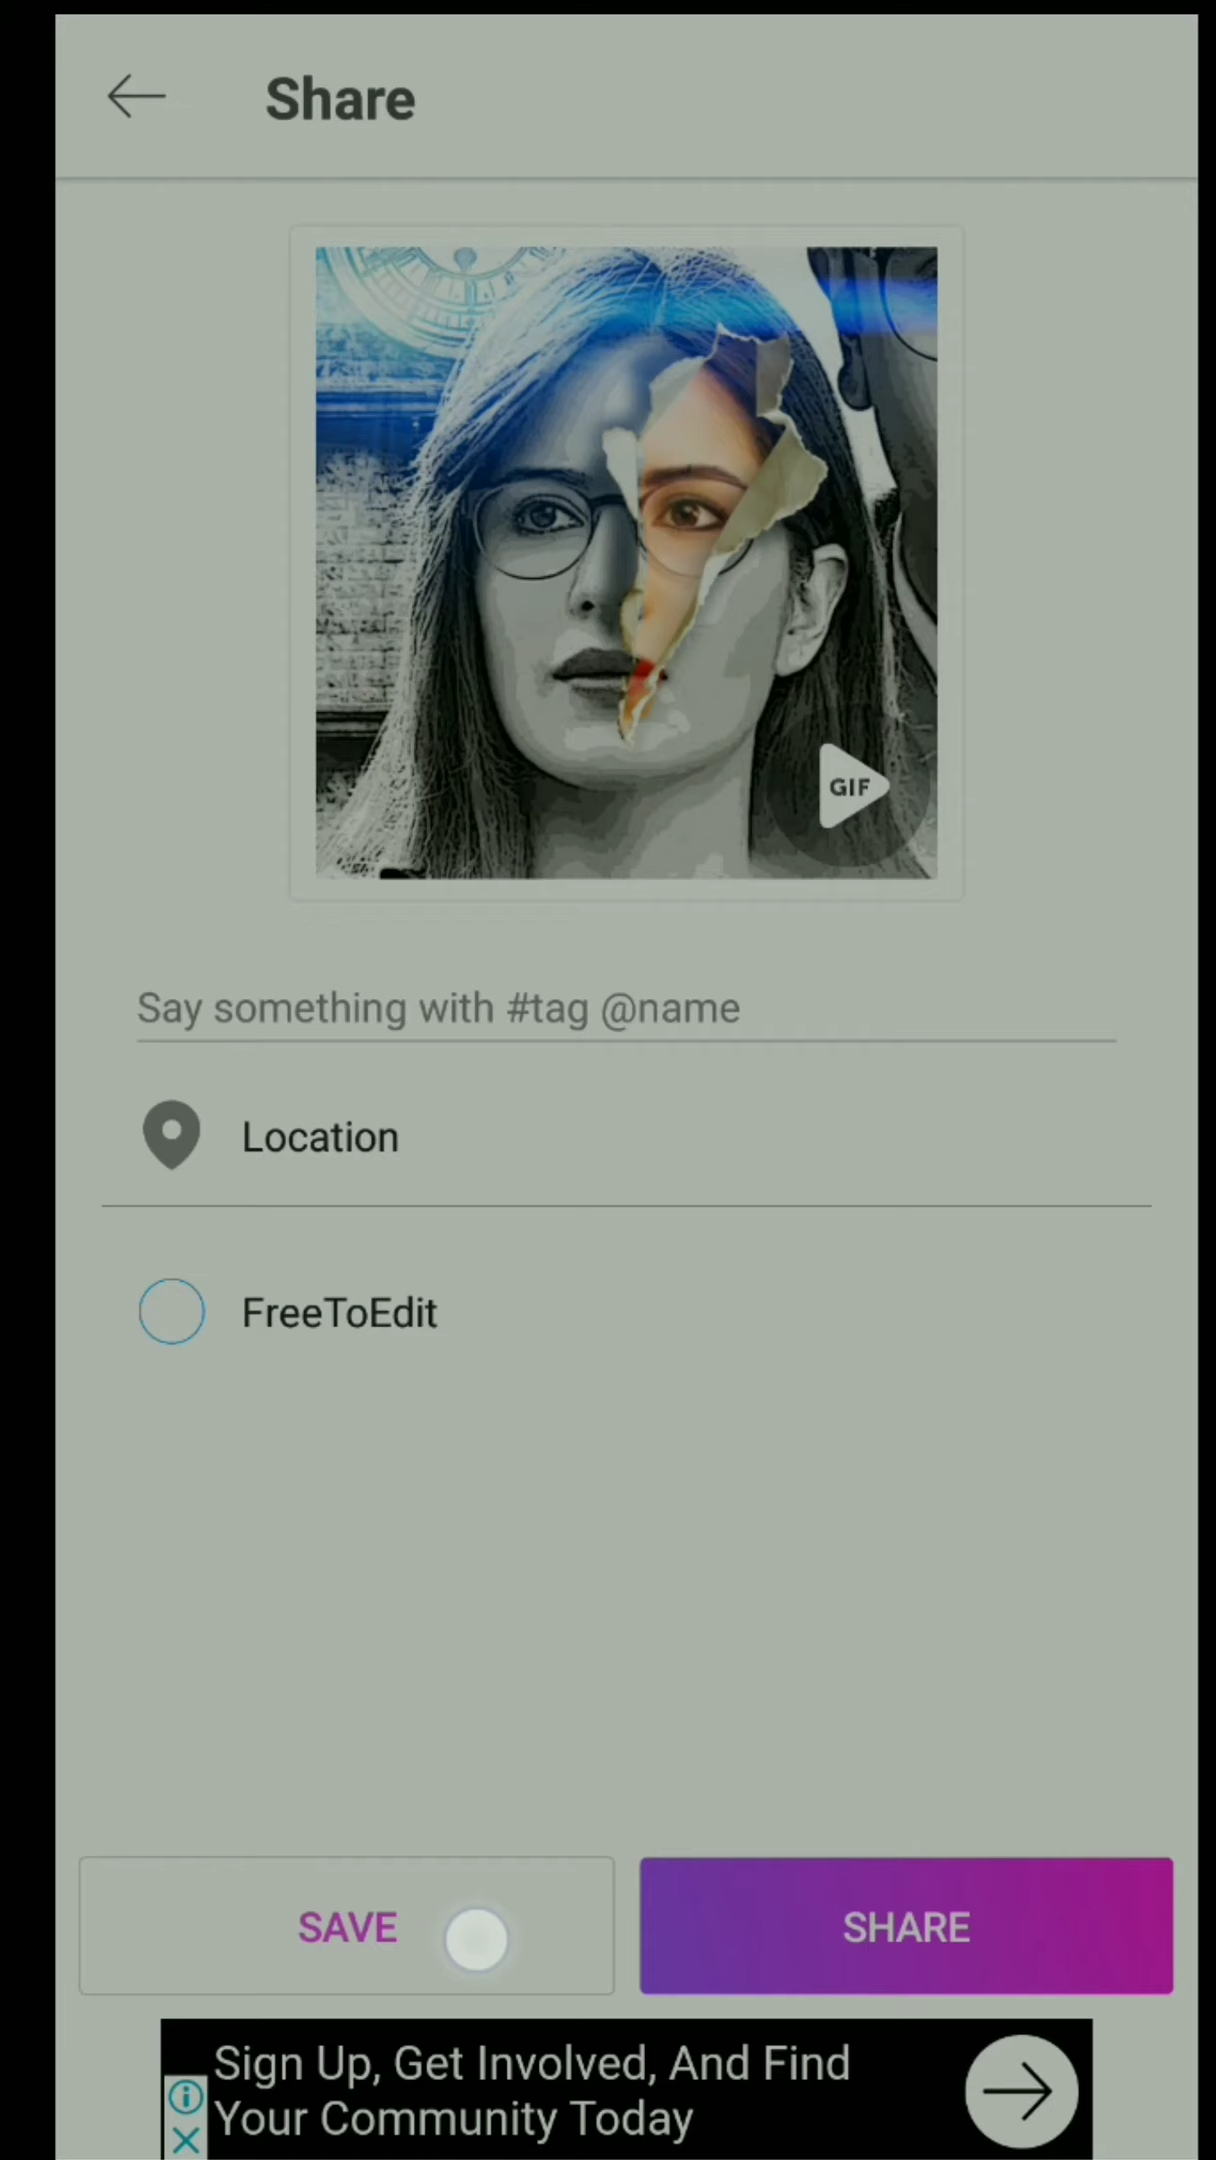 Share
GIF
Say something with #tag @name
Location
FreeToEdit
SAVE
SHARE
Sign Up, Get Involved, And Find
Your Community Today